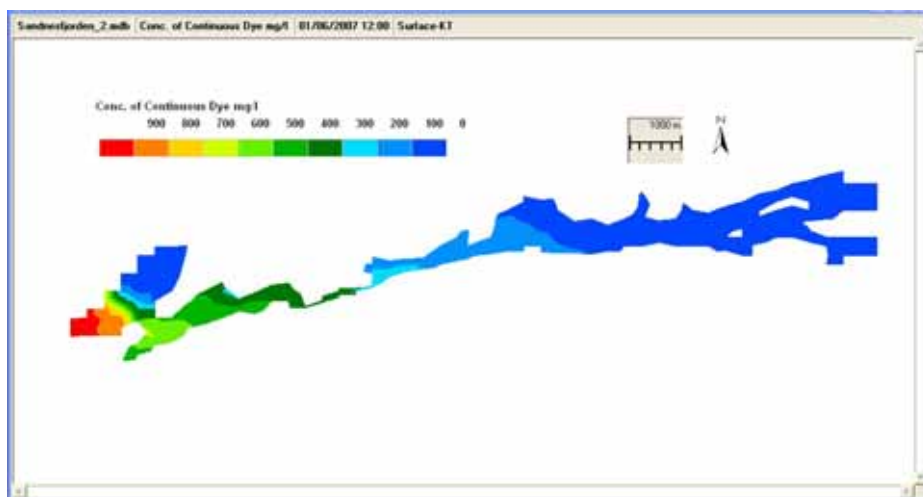 Sandnesfjorden_2.mdb Conc. of Continuous Dye mg/l 01/06/2007 12:00 Surface-KT
Conc. of Continuous Dye mg/l
900 800 700 600 500 400 300 200 100 0
1000 m
N